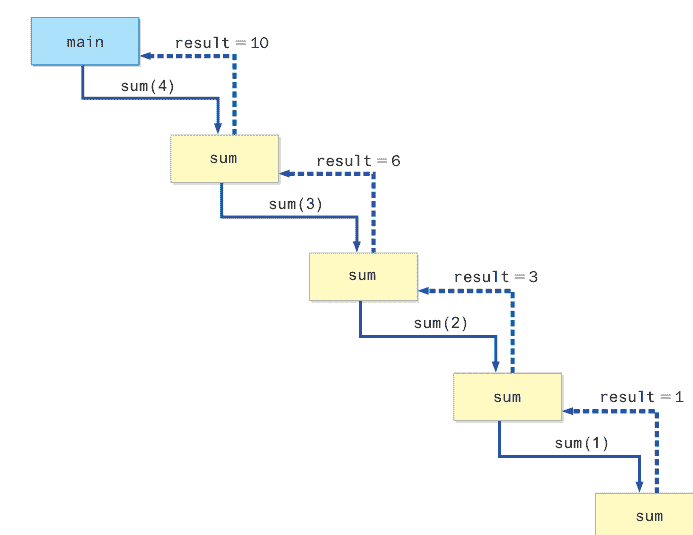 main
result = 10
sum(4)
sum
result = 6
sum(3)
sum
result = 3
sum(2)
sum
result = 1
sum(1)
sum